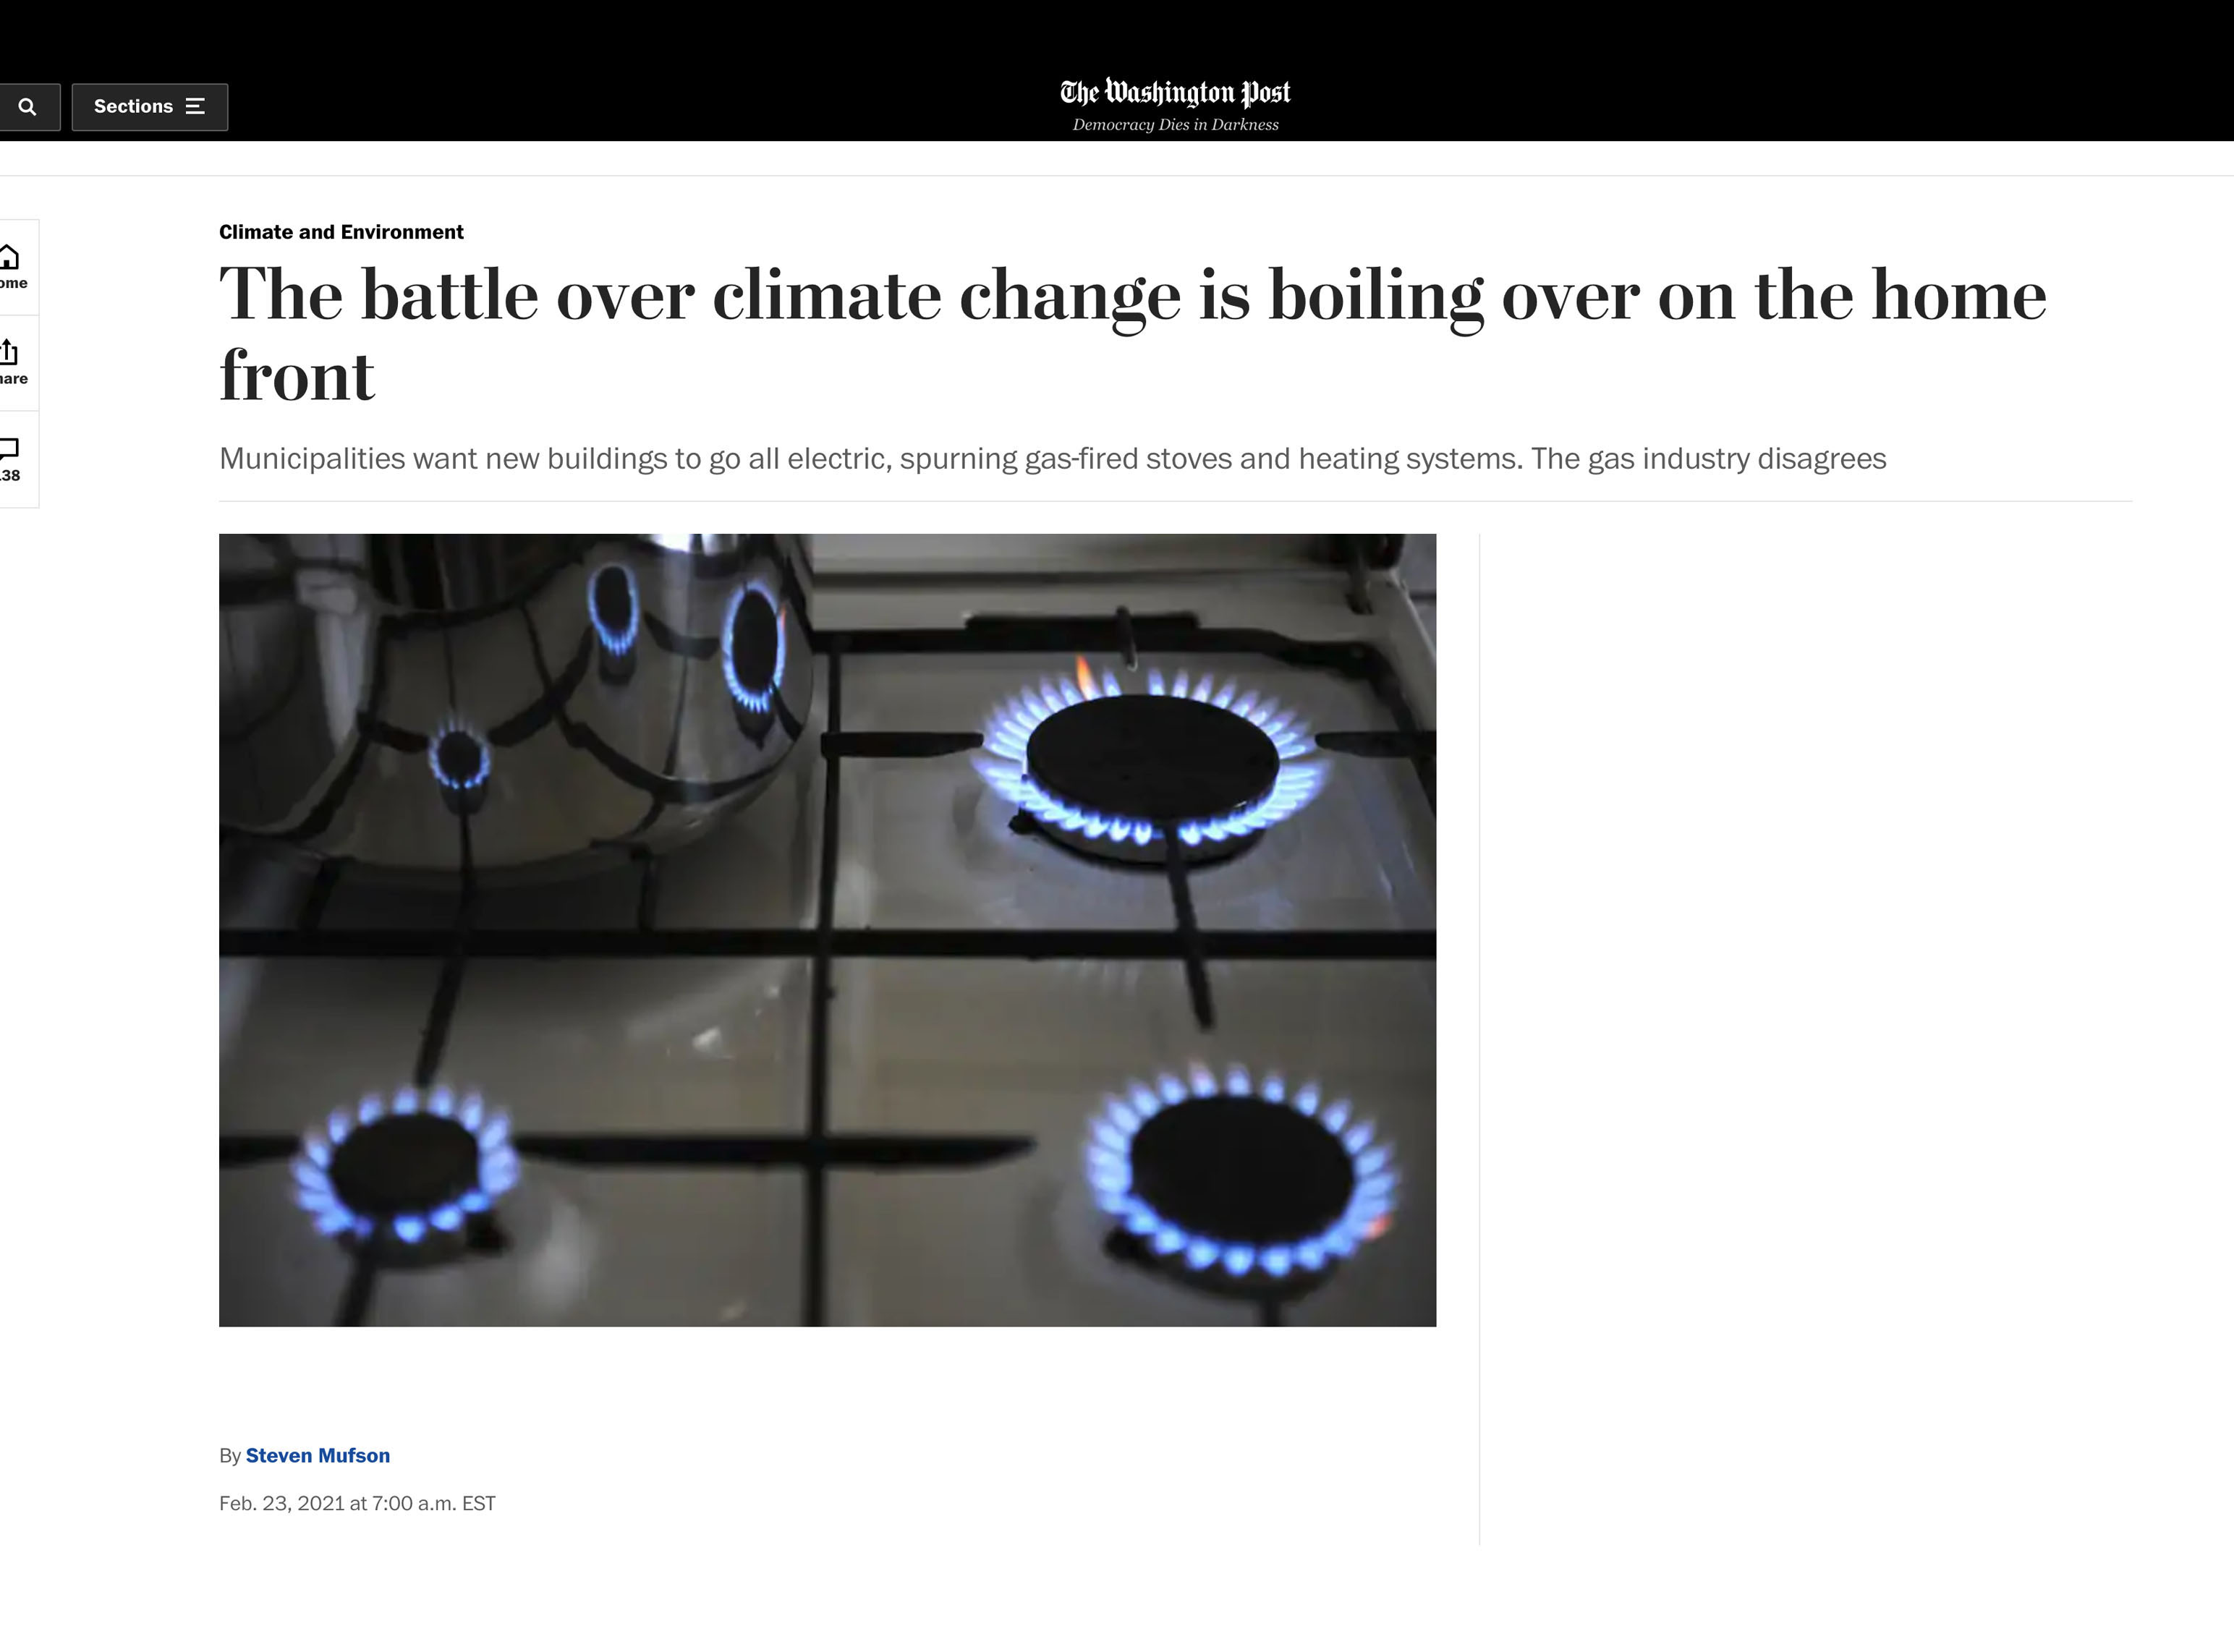 Sections
The Washington Post
Democracy Dies in Darkness
ome
hare
138
Climate and Environment
The battle over climate change is boiling over on the home
front
Municipalities want new buildings to go all electric, spurning gas-fired stoves and heating systems. The gas industry disagrees
By Steven Mufson
Feb. 23, 2021 at 7:00 a.m. EST